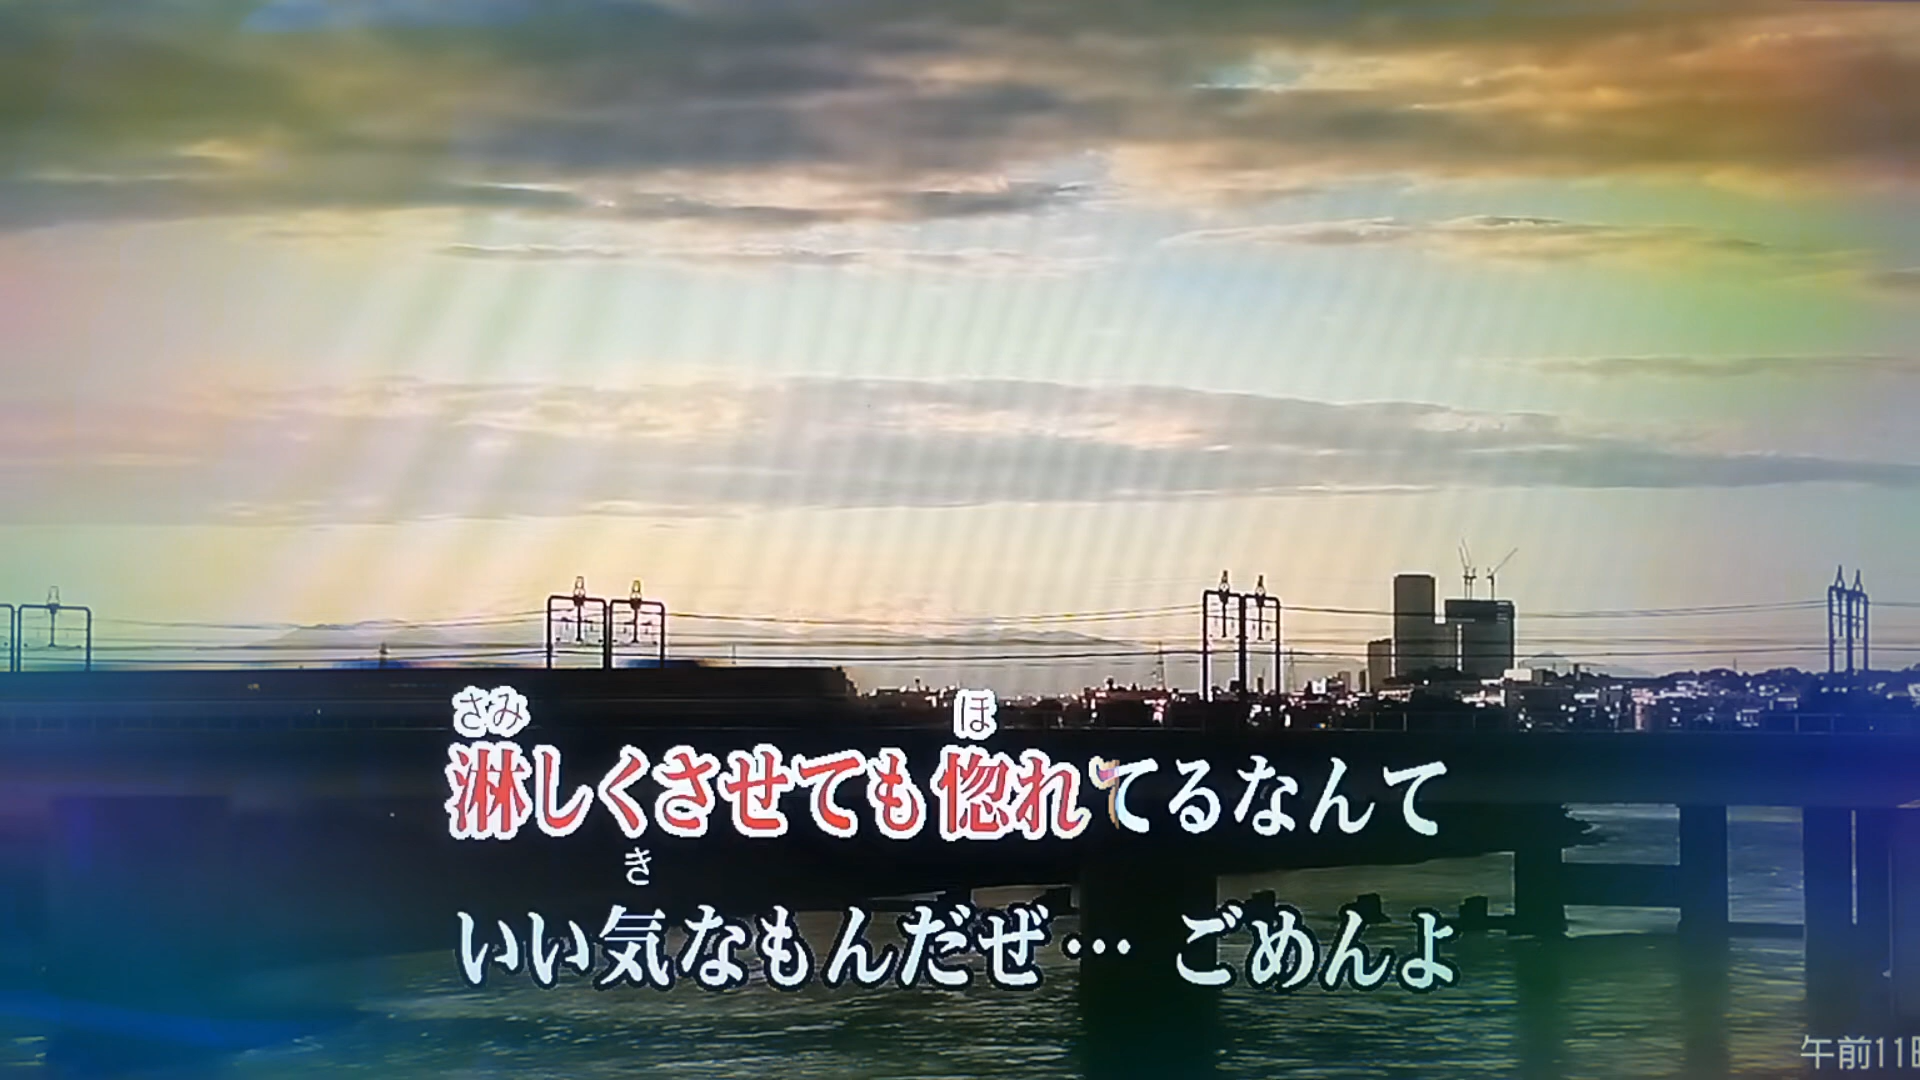 さみ ほ
淋しくさせても惚れてるなんて
き
いい気なもんだぜ… ごめんよ
午前11